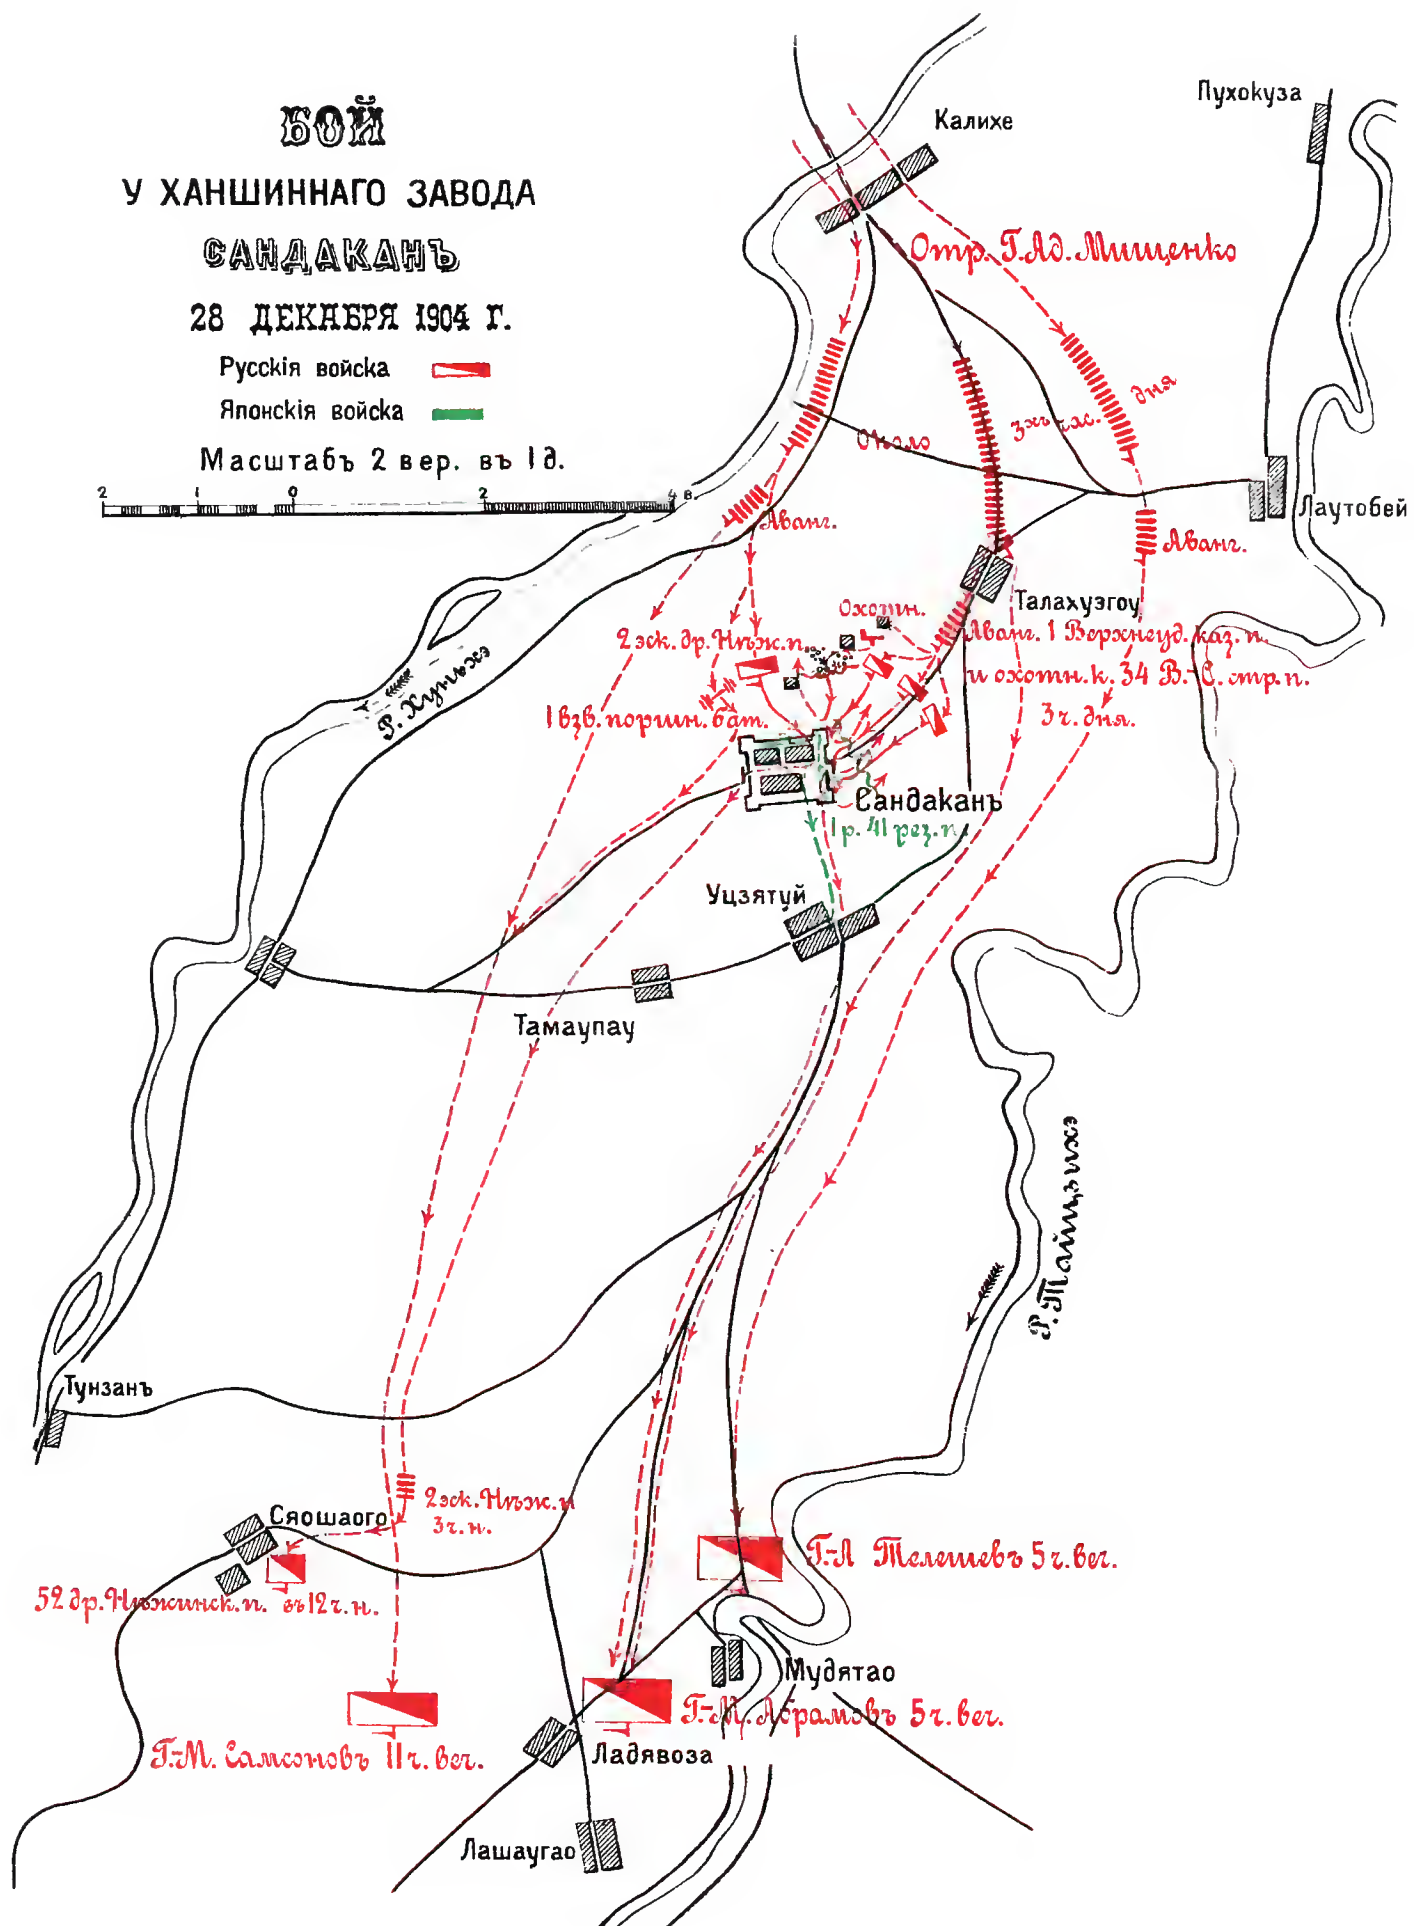 БОЙ
У ХАНШИННАГО ЗАВОДА
САНДАКАНЪ
28 ДЕКАБРЯ 1904 Г.
Русскія войска
Японскія войска
Масштабъ 2 вер. въ 1 д.
2 1 0 2 4 в.
Калихе
Пухокуза
Отр. Г. Ад. Мищенко
Около 3хъ час. дня
Лаутобей
Аванг.
Аванг.
Талахуэгоу
Охотн.
Аванг. 1 Верхнеуд. каз. п.
и охотн. к. 34 В.-С. стр. п.
3 ч. дня.
2 эск. др. Нѣж. п.
1 взв. поршн. бат.
Р. Хуньхэ
Сандаканъ
1 р. 41 рез. п.
Уцзятуй
Тамаупау
Р. Тайцзыхэ
Тунзанъ
2 эск. Нѣж. п
3 ч. н.
Сяошаого
52 др. Нѣжинск. п. въ 12 ч. н.
Г.-Л Телешевъ 5 ч. веч.
Мудятао
Г.-М. Абрамовъ 5 ч. веч.
Г.-М. Самсоновъ 11 ч. веч.
Ладявоза
Лашаугао